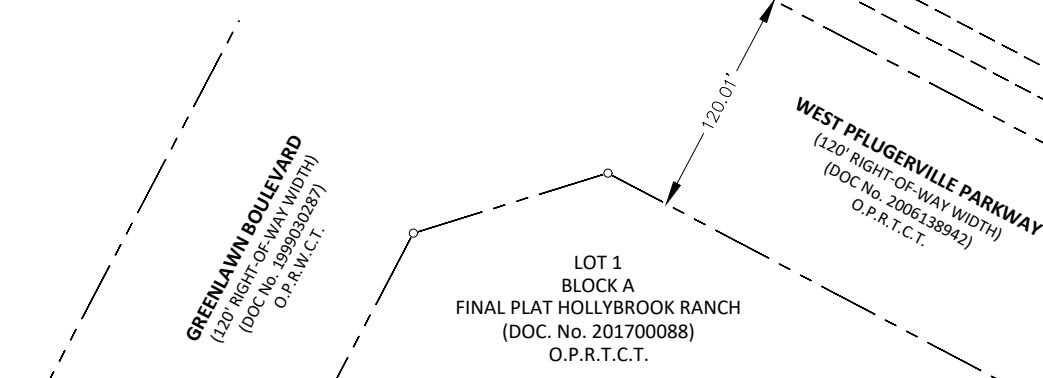 GREENLAWN BOULEVARD
(120' RIGHT-OF-WAY WIDTH)
(DOC No. 1999030287)
O.P.R.W.C.T.
120.01'
WEST PFLUGERVILLE PARKWAY
(120' RIGHT-OF-WAY WIDTH)
(DOC No. 2006138942)
O.P.R.T.C.T.
LOT 1
BLOCK A
FINAL PLAT HOLLYBROOK RANCH
(DOC. No. 201700088)
O.P.R.T.C.T.